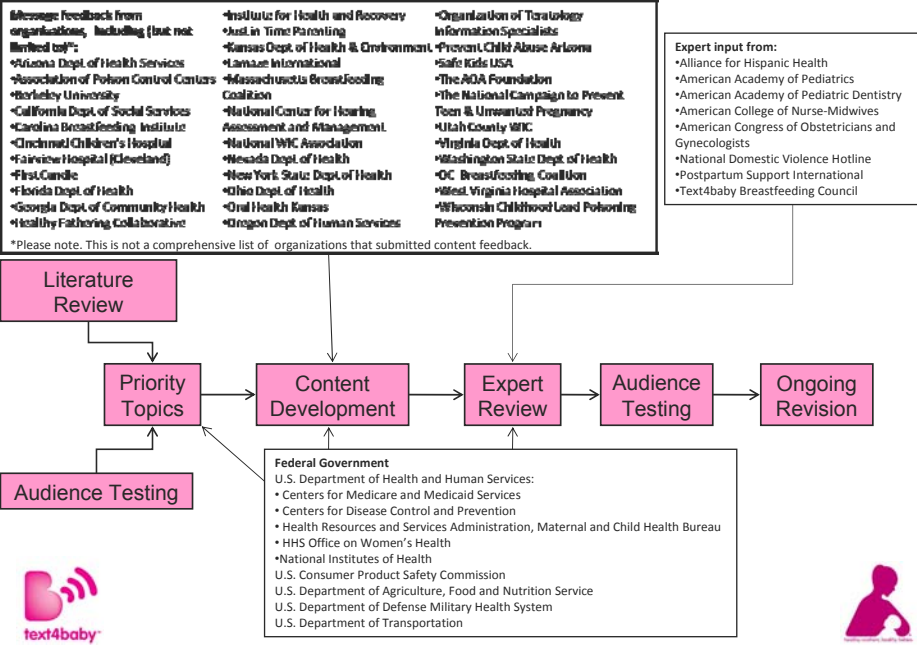 Message feedback from
organizations, including (but not
limited to)*:
•Arizona Dept. of Health Services
•Association of Poison Control Centers
•Berkeley University
•California Dept. of Social Services
•Carolina Breastfeeding Institute
•Cincinnati Children's Hospital
•Fairview Hospital (Cleveland)
•First Candle
•Florida Dept. of Health
•Georgia Dept. of Community Health
•Healthy Fathering Collaborative
•Institute for Health and Recovery
•Just in Time Parenting
•Kansas Dept of Health & Environment
•Lamaze International
•Massachusetts Breastfeeding
Coalition
•National Center for Hearing
Assessment and Management
•National WIC Association
•Nevada Dept. of Health
•New York State Dept. of Health
•Ohio Dept. of Health
•Oral Health Kansas
•Oregon Dept of Human Services
•Organization of Teratology
Information Specialists
•Prevent Child Abuse Arizona
•Safe Kids USA
•The AOA Foundation
•The National Campaign to Prevent
Teen & Unwanted Pregnancy
•Utah County WIC
•Virginia Dept. of Health
•Washington State Dept of Health
Breastfeeding Coalition
•West Virginia Hospital Association
•Wisconsin Childhood Lead Poisoning
Prevention Program
*Please note. This is not a comprehensive list of organizations that submitted content feedback.
Expert input from:
•Alliance for Hispanic Health
•American Academy of Pediatrics
•American Academy of Pediatric Dentistry
•American College of Nurse-Midwives
•American Congress of Obstetricians and
Gynecologists
•National Domestic Violence Hotline
•Postpartum Support International
•Text4baby Breastfeeding Council
Literature
Review
Priority
Topics
Content
Development
Expert
Review
Audience
Testing
Ongoing
Revision
Audience Testing
Federal Government
U.S. Department of Health and Human Services:
• Centers for Medicare and Medicaid Services
• Centers for Disease Control and Prevention
• Health Resources and Services Administration, Maternal and Child Health Bureau
• HHS Office on Women's Health
•National Institutes of Health
U.S. Consumer Product Safety Commission
U.S. Department of Agriculture, Food and Nutrition Service
U.S. Department of Defense Military Health System
U.S. Department of Transportation
text4baby